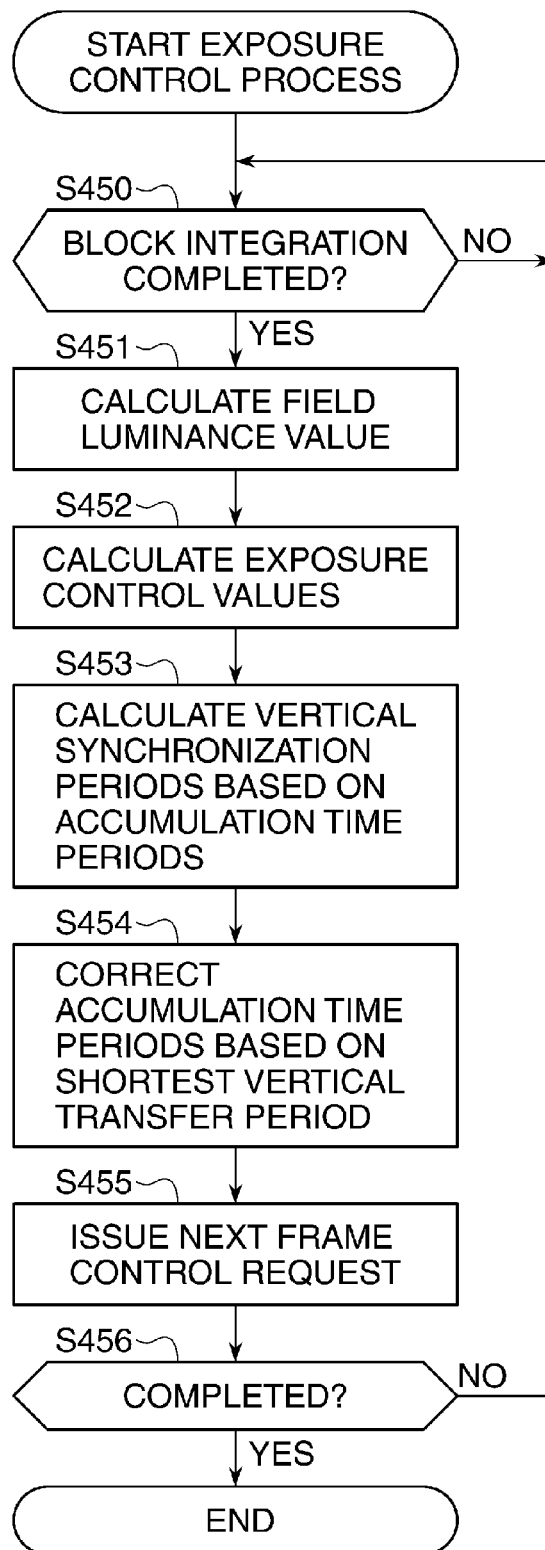 START EXPOSURE
CONTROL PROCESS
S450
BLOCK INTEGRATION
COMPLETED?
NO
YES
S451
CALCULATE FIELD
LUMINANCE VALUE
S452
CALCULATE EXPOSURE
CONTROL VALUES
S453
CALCULATE VERTICAL
SYNCHRONIZATION
PERIODS BASED ON
ACCUMULATION TIME
PERIODS
S454
CORRECT
ACCUMULATION TIME
PERIODS BASED ON
SHORTEST VERTICAL
TRANSFER PERIOD
S455
ISSUE NEXT FRAME
CONTROL REQUEST
S456
COMPLETED?
NO
YES
END